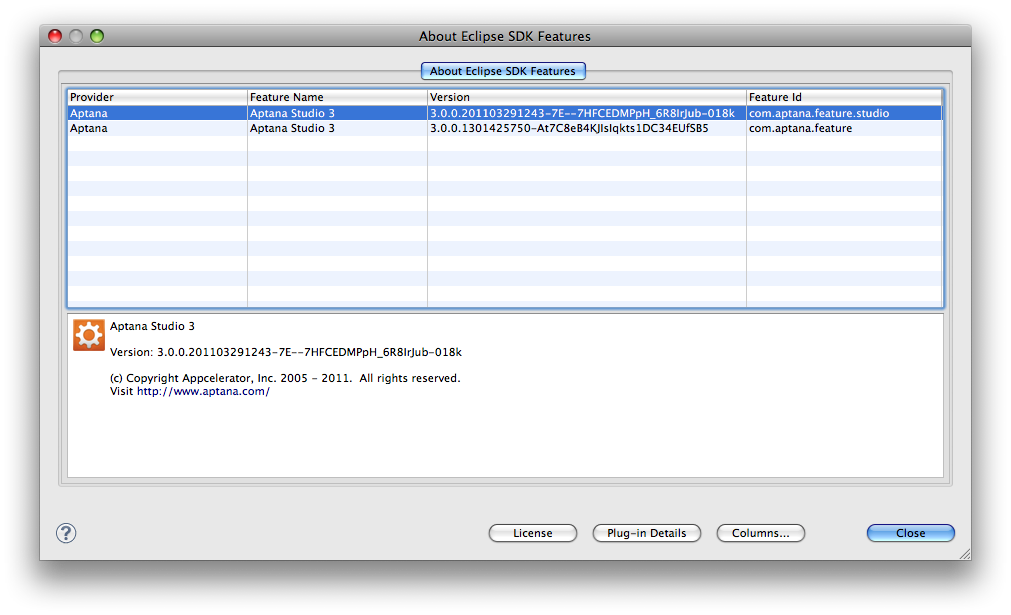 About Eclipse SDK Features
About Eclipse SDK Features
Provider Feature Name Version Feature Id
Aptana Aptana Studio 3 3.0.0.201103291243-7E--7HFCEDMPpH_6R8IrJub-018k com.aptana.feature.studio
Aptana Aptana Studio 3 3.0.0.1301425750-At7C8eB4KJIsIqkts1DC34EUfSB5 com.aptana.feature
Aptana Studio 3
Version: 3.0.0.201103291243-7E--7HFCEDMPpH_6R8IrJub-018k
(c) Copyright Appcelerator, Inc. 2005 - 2011.  All rights reserved.
Visit http://www.aptana.com/
? License Plug-in Details Columns... Close